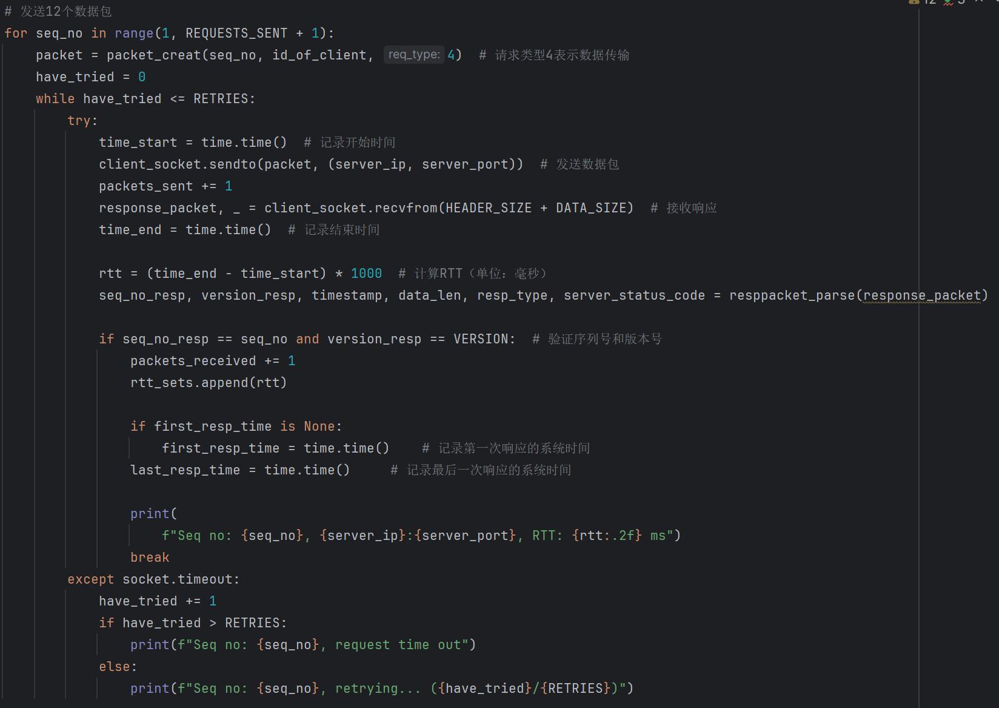 # 发送12个数据包
for seq_no in range(1, REQUESTS_SENT + 1):
    packet = packet_creat(seq_no, id_of_client, req_type: 4)  # 请求类型4表示数据传输
    have_tried = 0
    while have_tried <= RETRIES:
        try:
            time_start = time.time()  # 记录开始时间
            client_socket.sendto(packet, (server_ip, server_port))  # 发送数据包
            packets_sent += 1
            response_packet, _ = client_socket.recvfrom(HEADER_SIZE + DATA_SIZE)  # 接收响应
            time_end = time.time()  # 记录结束时间
            rtt = (time_end - time_start) * 1000  # 计算RTT（单位：毫秒）
            seq_no_resp, version_resp, timestamp, data_len, resp_type, server_status_code = resppacket_parse(response_packet)
            if seq_no_resp == seq_no and version_resp == VERSION:  # 验证序列号和版本号
                packets_received += 1
                rtt_sets.append(rtt)
                if first_resp_time is None:
                    first_resp_time = time.time()    # 记录第一次响应的系统时间
                last_resp_time = time.time()     # 记录最后一次响应的系统时间
                print(
                    f"Seq no: {seq_no}, {server_ip}:{server_port}, RTT: {rtt:.2f} ms")
                break
        except socket.timeout:
            have_tried += 1
            if have_tried > RETRIES:
                print(f"Seq no: {seq_no}, request time out")
            else:
                print(f"Seq no: {seq_no}, retrying... ({have_tried}/{RETRIES})")